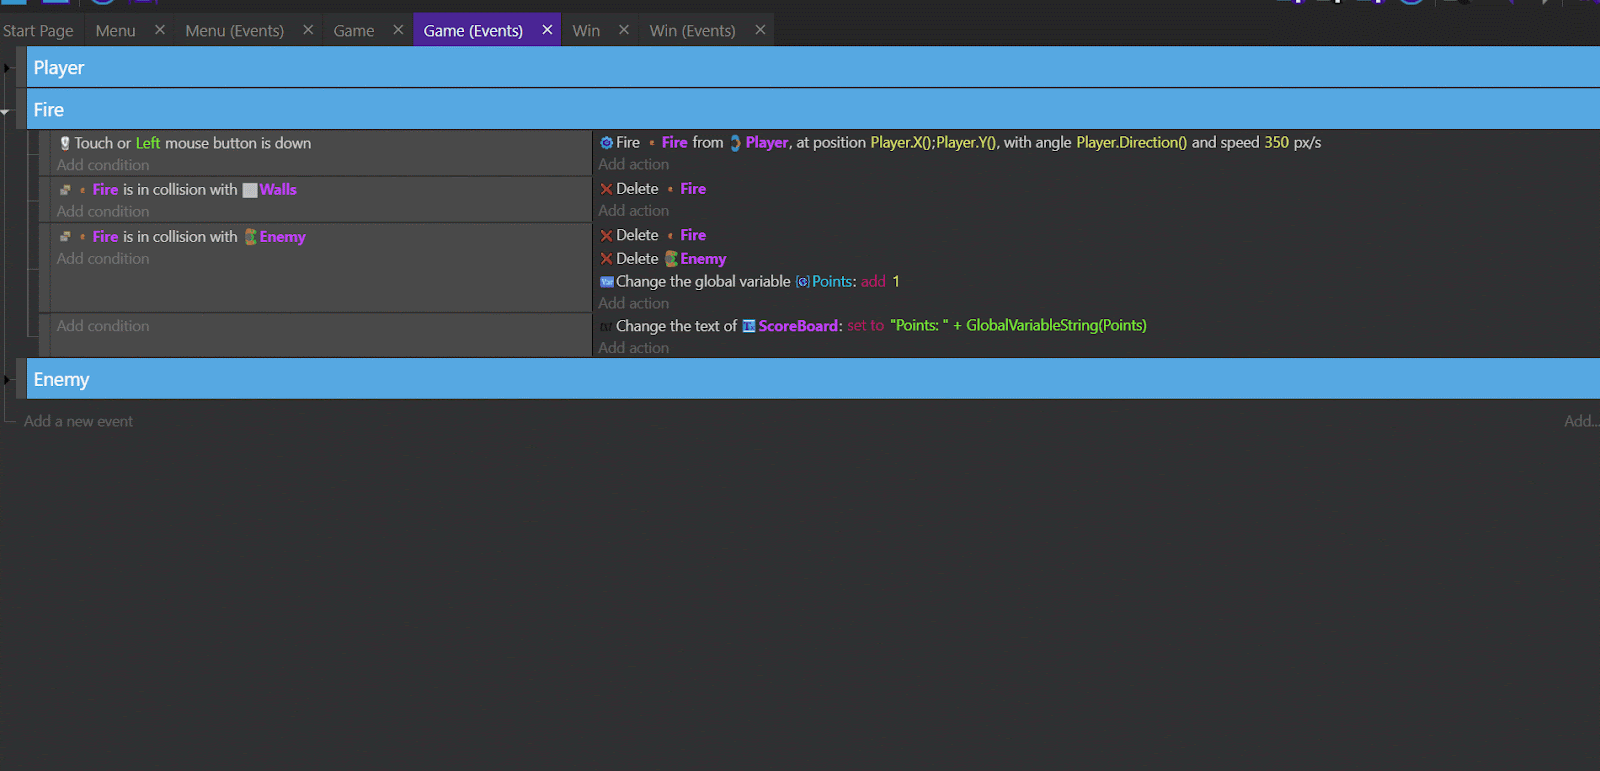 Start Page Menu Menu (Events) Game Game (Events) Win Win (Events)
Player
Fire
Touch or Left mouse button is down
Add condition
Fire Fire from Player, at position Player.X();Player.Y(), with angle Player.Direction() and speed 350 px/s
Add action
Fire is in collision with Walls
Add condition
Delete Fire
Add action
Fire is in collision with Enemy
Add condition
Delete Fire
Delete Enemy
Change the global variable Points: add 1
Add action
Add condition
Change the text of ScoreBoard: set to "Points: " + GlobalVariableString(Points)
Add action
Enemy
Add a new event Add...